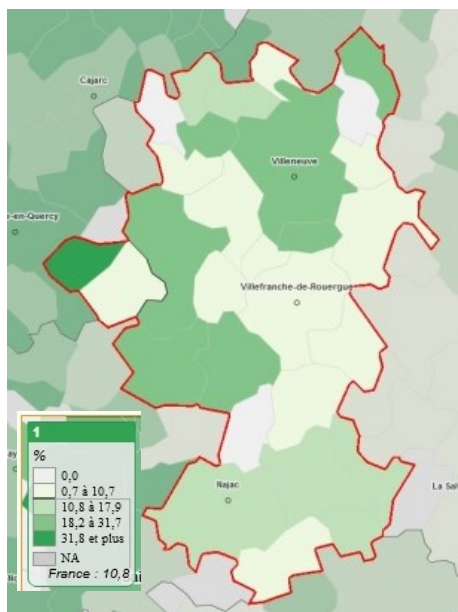 Cajarc
Villeneuve
-en-Quercy
Villefranche-de-Rouergue
Najac
La Sal
1
%
0,0
0,7 à 10,7
10,8 à 17,9
18,2 à 31,7
31,8 et plus
NA
France : 10,8